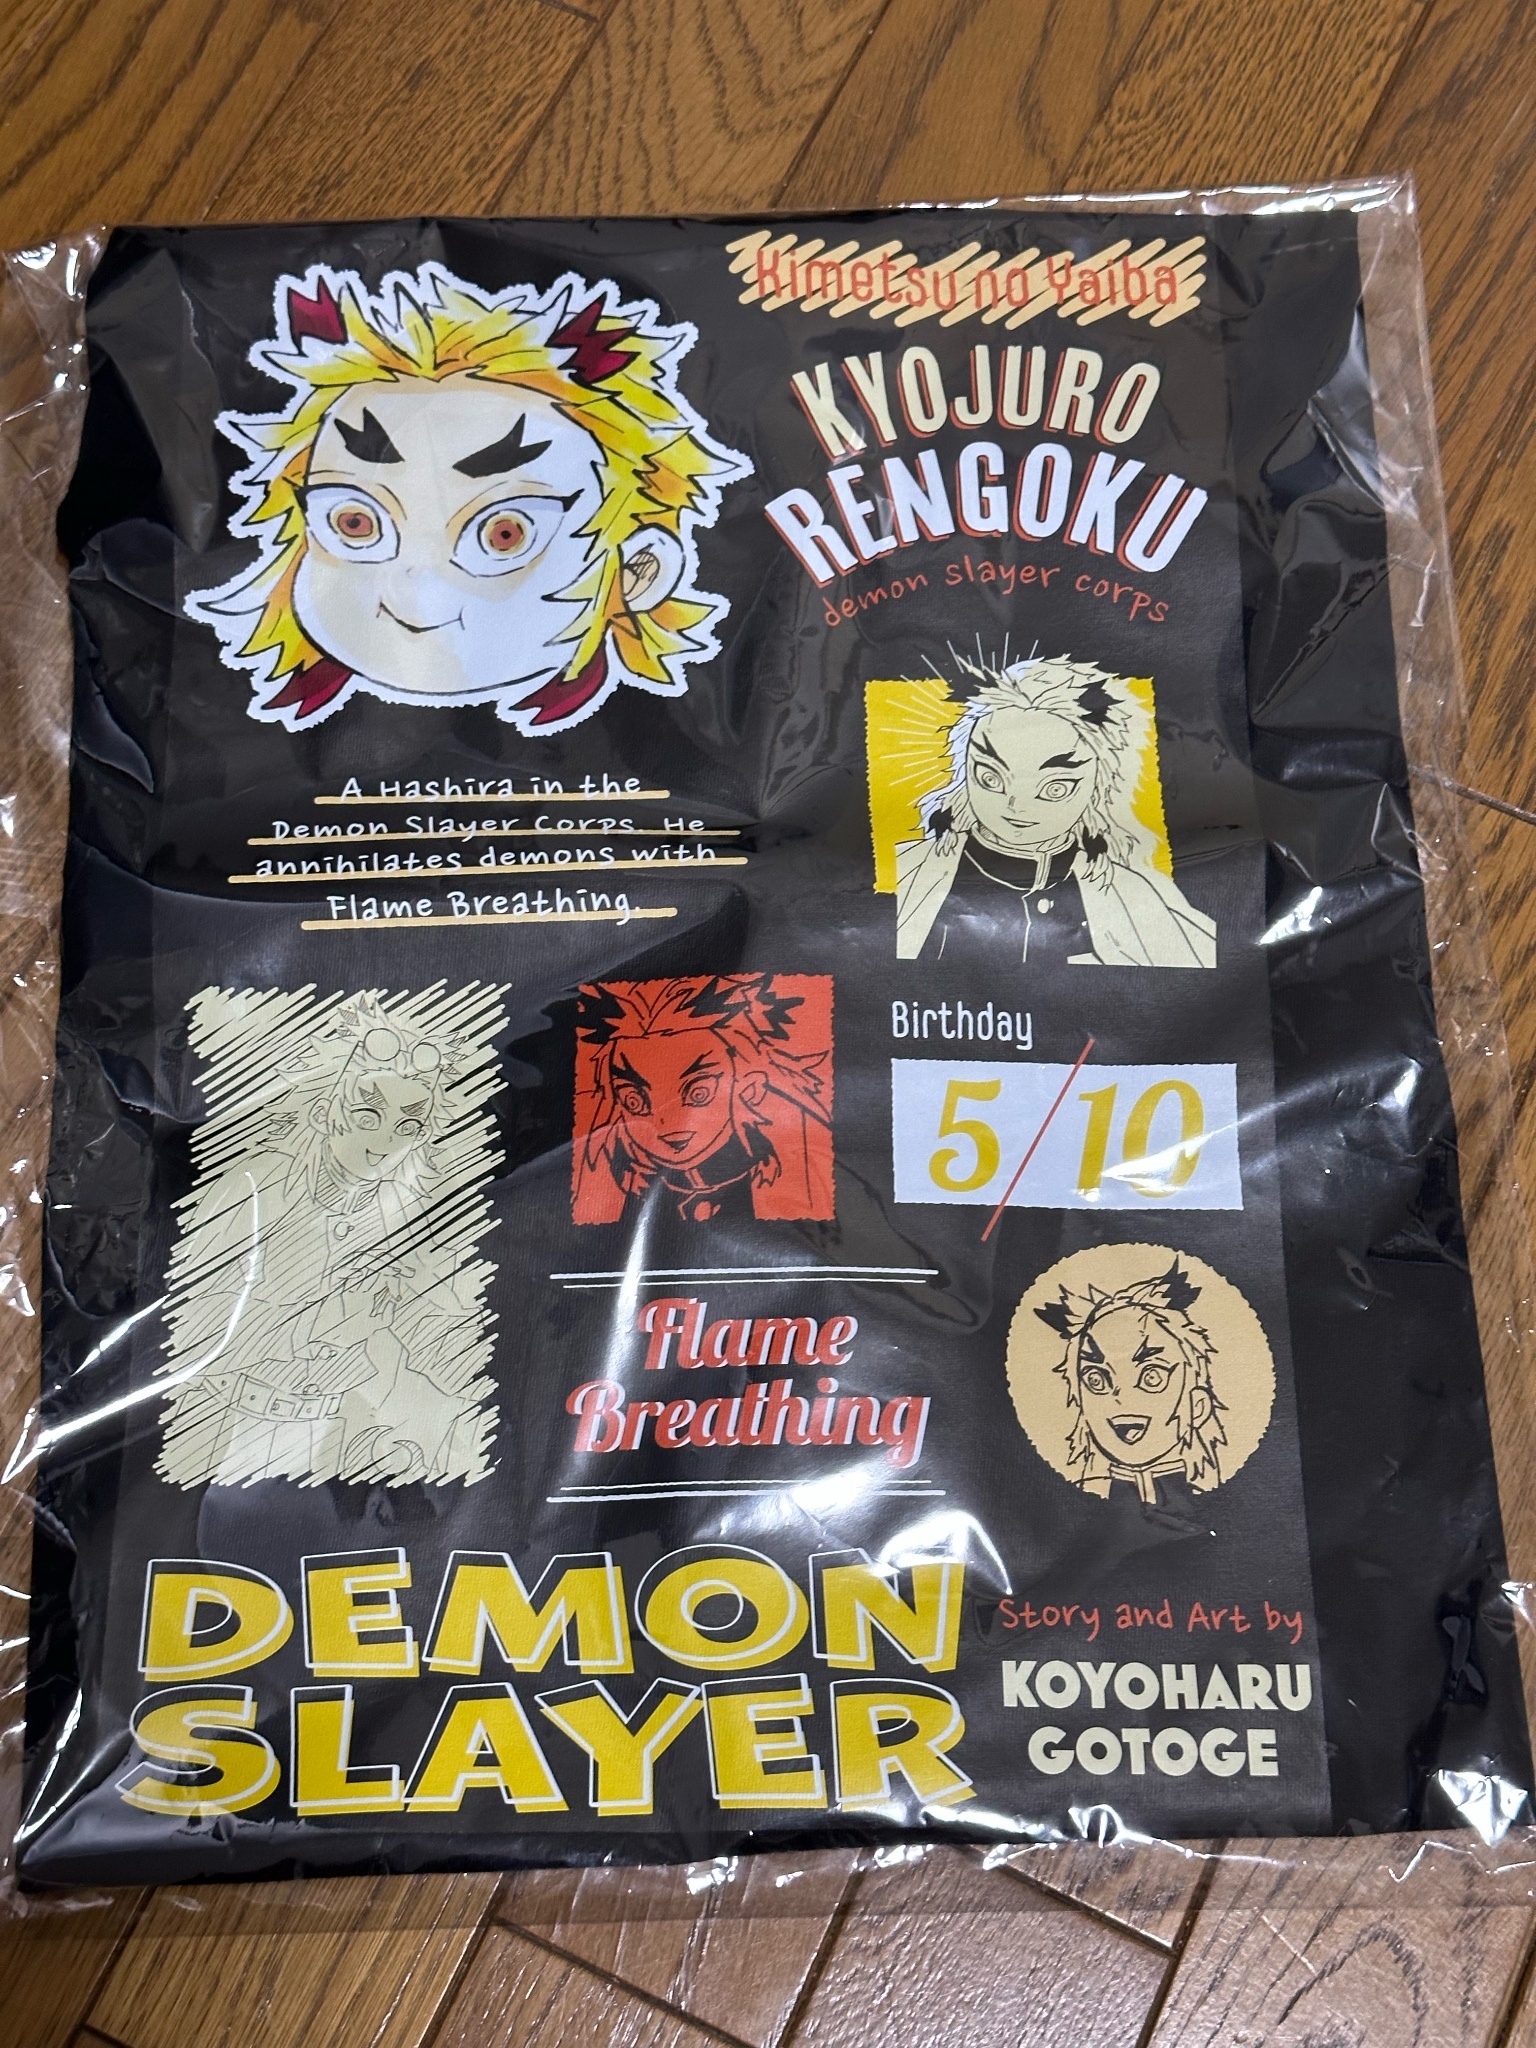 Kimetsu no Yaiba
KYOJURO
RENGOKU
demon slayer corps
A Hashira in the
Demon Slayer Corps. He
annihilates demons with
Flame Breathing.
Birthday
5/10
Flame
Breathing
DEMON
SLAYER
Story and Art by
KOYOHARU
GOTOGE